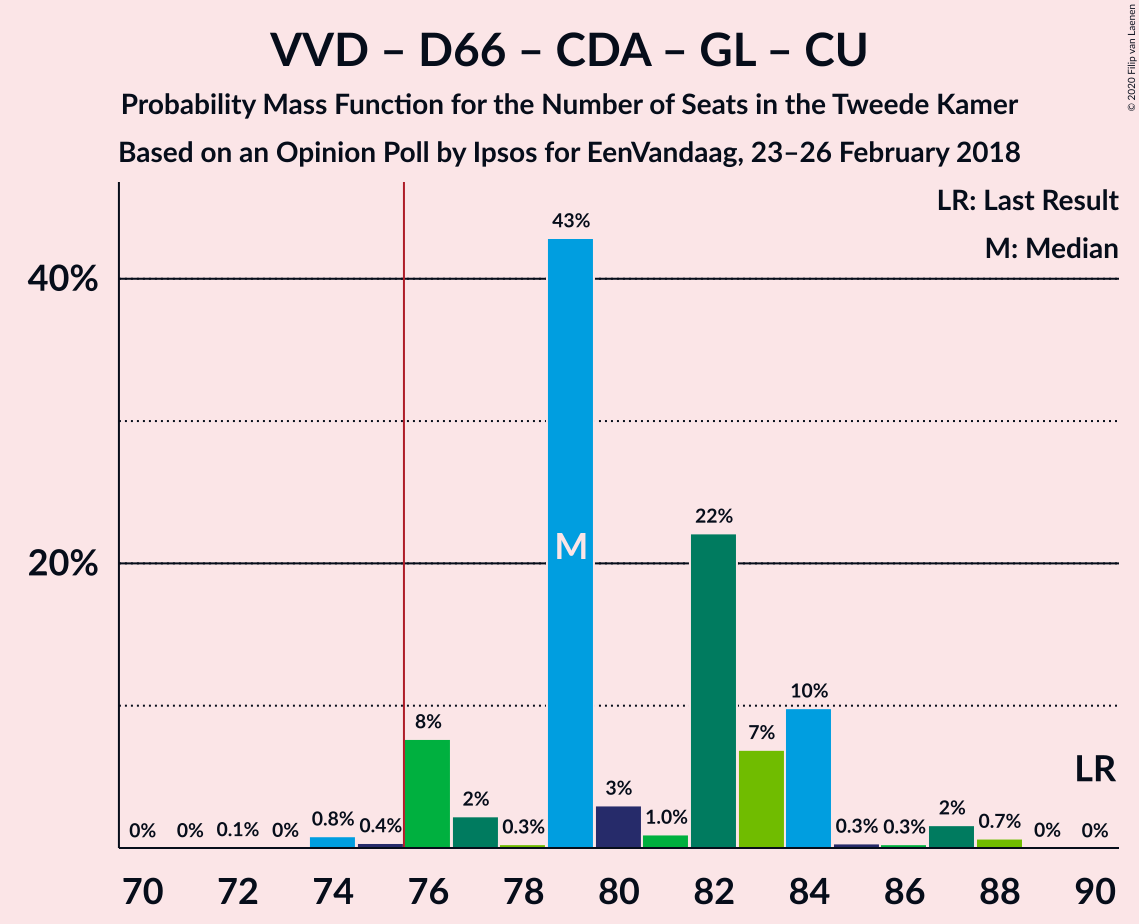 VVD – D66 – CDA – GL – CU
Probability Mass Function for the Number of Seats in the Tweede Kamer
Based on an Opinion Poll by Ipsos for EenVandaag, 23–26 February 2018
© 2020 Filip van Laenen
LR: Last Result
M: Median
43%
40%
M
22%
20%
10%
8%
7%
LR
3%
2%
2%
0% 0% 0.1% 0% 0.8% 0.4% 0.3% 1.0% 0.3% 0.3% 0.7% 0% 0%
70 72 74 76 78 80 82 84 86 88 90